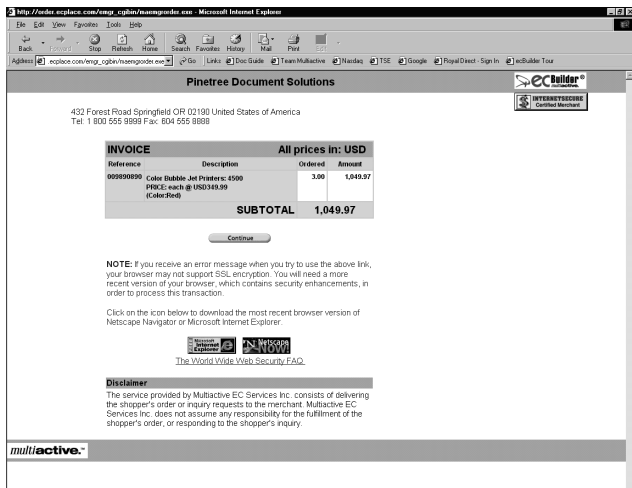 http://order.ecplace.com/emgr_cgibin/maemgrorder.exe - Microsoft Internet Explorer
File Edit View Favorites Tools Help
Back Forward Stop Refresh Home Search Favorites History Mail Print Edit
Address .ecplace.com/emgr_cgibin/maemgrorder.exe Go Links Doc Guide Team Multiactive Nasdaq TSE Google Royal Direct - Sign In ecBuilder Tour
Pinetree Document Solutions
ecBuilder®
multiactive.
INTERNETSECURE
Certified Merchant
432 Forest Road Springfield OR 02190 United States of America
Tel: 1 800 555 9999 Fax: 604 555 8888
INVOICE All prices in: USD
Reference Description Ordered Amount
009890890 Color Bubble Jet Printers: 4500 3.00 1,049.97
PRICE: each @ USD349.99
(Color:Red)
SUBTOTAL 1,049.97
Continue
NOTE: If you receive an error message when you try to use the above link,
your browser may not support SSL encryption. You will need a more
recent version of your browser, which contains security enhancements, in
order to process this transaction.
Click on the icon below to download the most recent browser version of
Netscape Navigator or Microsoft Internet Explorer.
Microsoft Internet Explorer Netscape NOW!
The World Wide Web Security FAQ
Disclaimer
The service provided by Multiactive EC Services Inc. consists of delivering
the shopper's order or inquiry requests to the merchant. Multiactive EC
Services Inc. does not assume any responsibility for the fulfillment of the
shopper's order, or responding to the shopper's inquiry.
multiactive.™